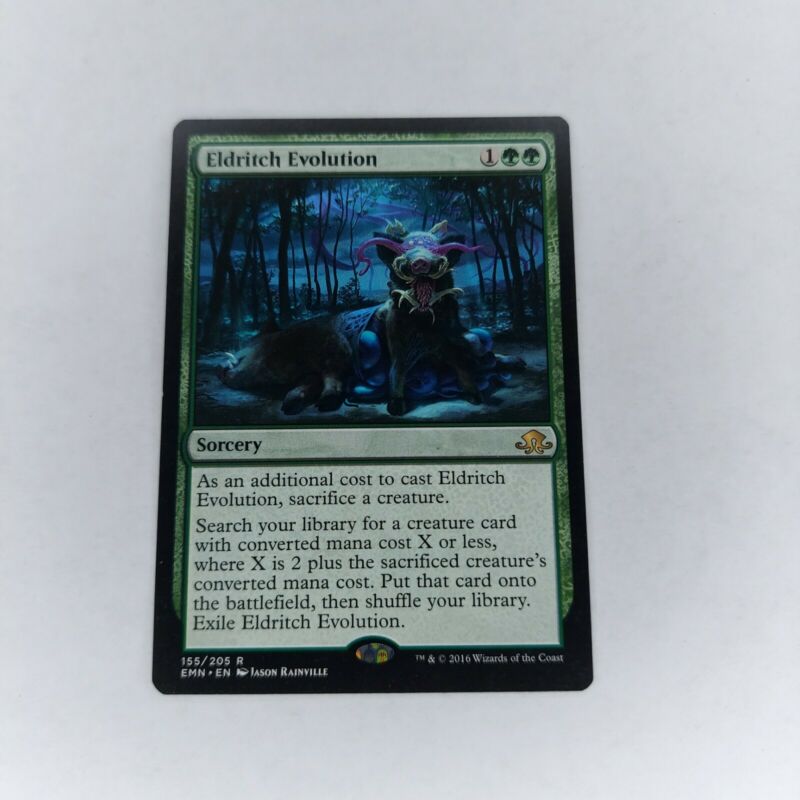 Eldritch Evolution 1
Sorcery
As an additional cost to cast Eldritch
Evolution, sacrifice a creature.
Search your library for a creature card
with converted mana cost X or less,
where X is 2 plus the sacrificed creature's
converted mana cost. Put that card onto
the battlefield, then shuffle your library.
Exile Eldritch Evolution.
155/205 R
™ & © 2016 Wizards of the Coast
EMN • EN Jason Rainville